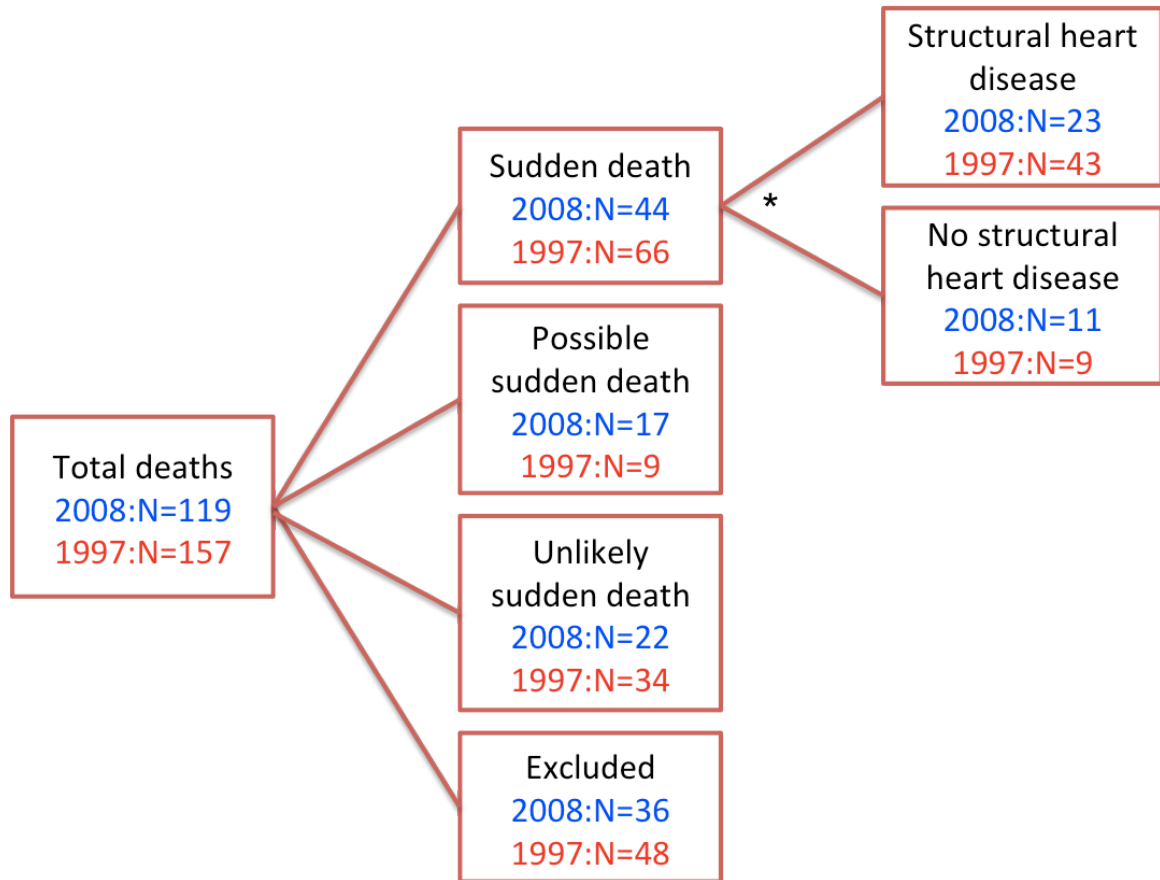 Total deaths
2008:N=119
1997:N=157
Sudden death
2008:N=44
1997:N=66
Possible
sudden death
2008:N=17
1997:N=9
Unlikely
sudden death
2008:N=22
1997:N=34
Excluded
2008:N=36
1997:N=48
*
Structural heart
disease
2008:N=23
1997:N=43
No structural
heart disease
2008:N=11
1997:N=9